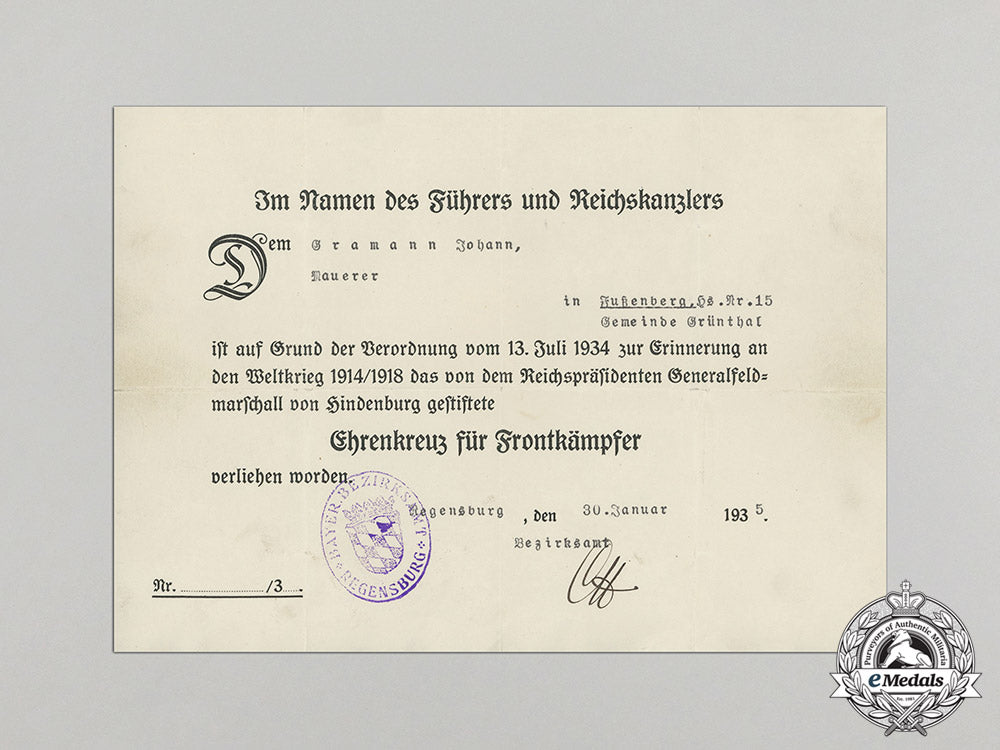 Im Namen des Führers und Reichskanzlers
Dem Gramann Johann,
Mauerer
in Fußenberg, Hs.Nr.15
Gemeinde Grünthal
ist auf Grund der Verordnung vom 13. Juli 1934 zur Erinnerung an
den Weltkrieg 1914/1918 das von dem Reichspräsidenten Generalfeld=
marschall von Hindenburg gestiftete
Ehrenkreuz für Frontkämpfer
verliehen worden.
Regensburg, den 30.Januar 1935.
Bezirksamt
BAYER. BEZIRKSAMT
REGENSBURG
Nr. /3
Purveyors of Authentic Militaria
eMedals